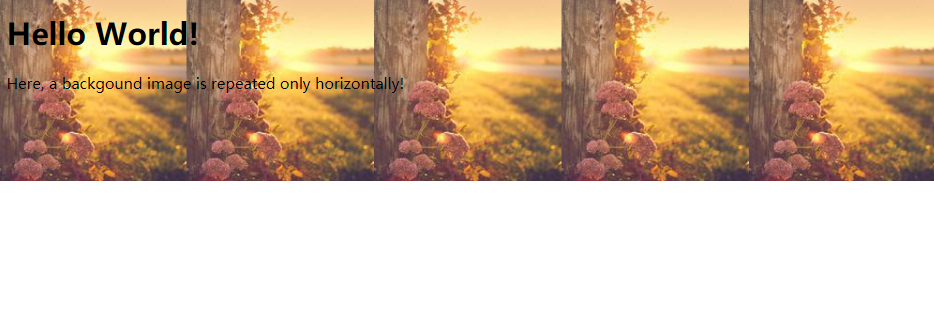 Hello World!
Here, a backgound image is repeated only horizontally!